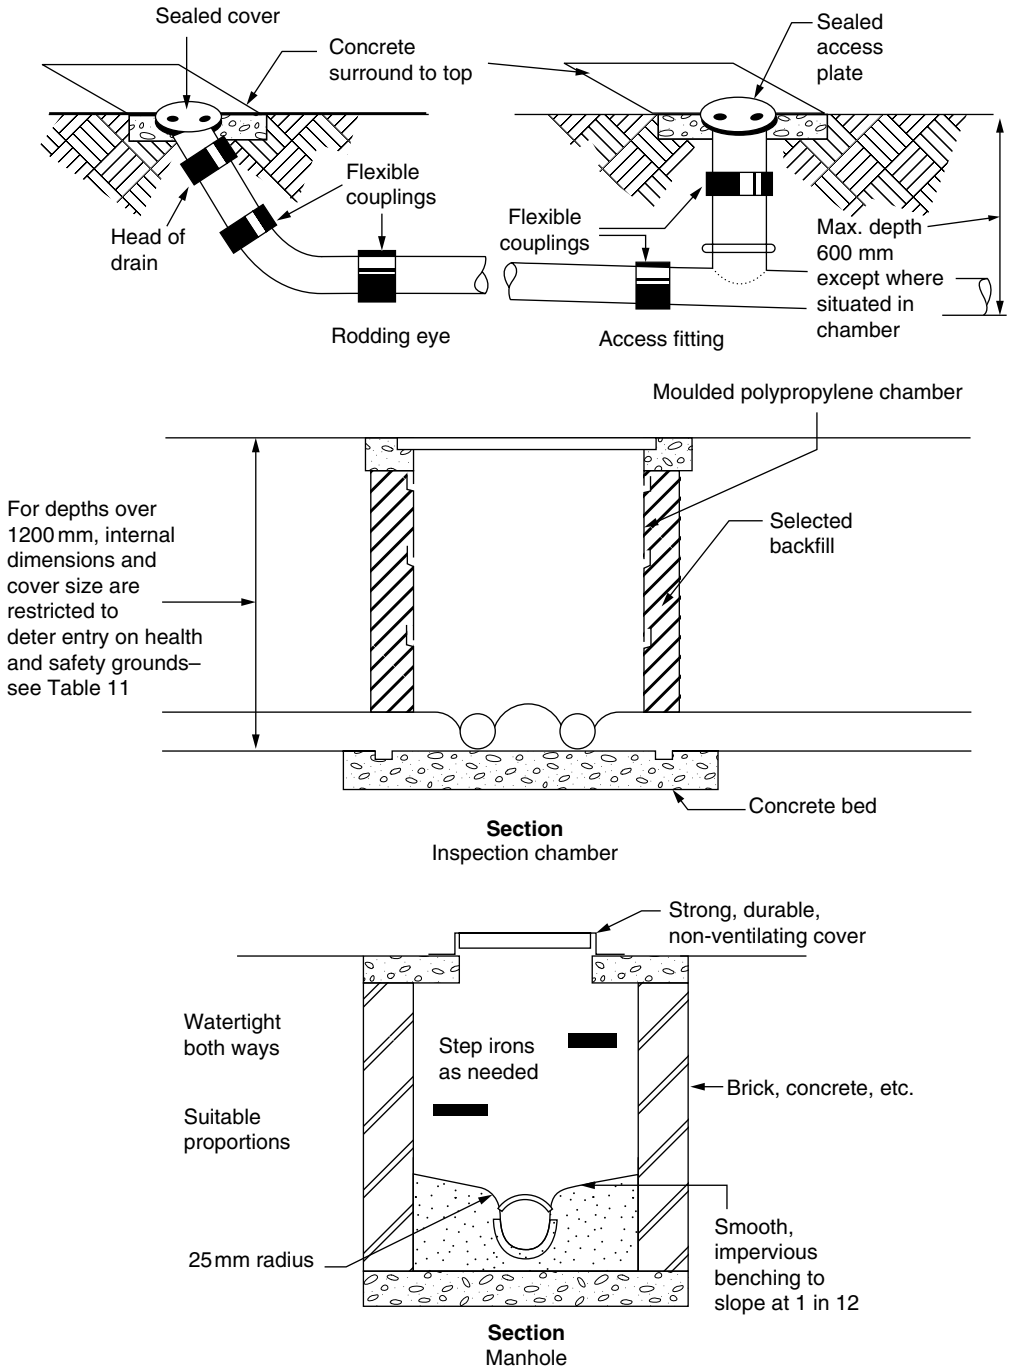 Sealed cover
Concrete
surround to top
Sealed
access
plate
Flexible
couplings
Head of
drain
Flexible
couplings
Max. depth
600 mm
except where
situated in
chamber
Rodding eye
Access fitting
Moulded polypropylene chamber
For depths over
1200 mm, internal
dimensions and
cover size are
restricted to
deter entry on health
and safety grounds–
see Table 11
Selected
backfill
Concrete bed
Section
Inspection chamber
Strong, durable,
non-ventilating cover
Watertight
both ways
Step irons
as needed
Brick, concrete, etc.
Suitable
proportions
25 mm radius
Smooth,
impervious
benching to
slope at 1 in 12
Section
Manhole